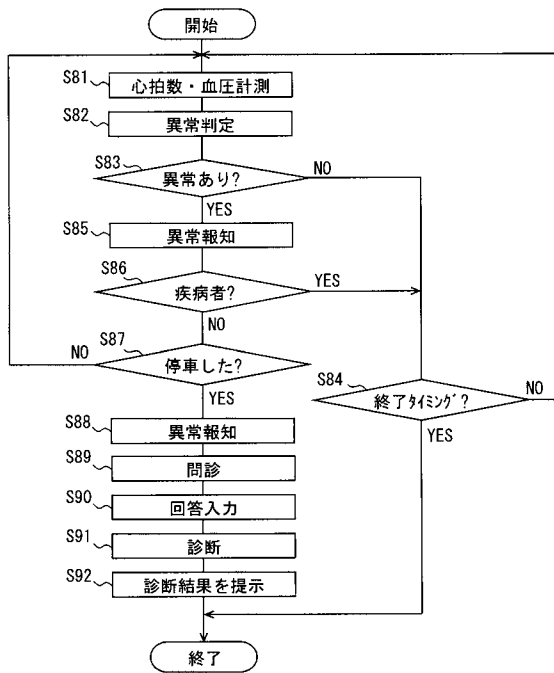 開始
S81
心拍数・血圧計測
S82
異常判定
S83
異常あり?
NO
YES
S85
異常報知
S86
疾病者?
YES
NO
S87
停車した?
NO
YES
S84
終了ﾀｲﾐﾝｸﾞ?
NO
YES
S88
異常報知
S89
問診
S90
回答入力
S91
診断
S92
診断結果を提示
終了